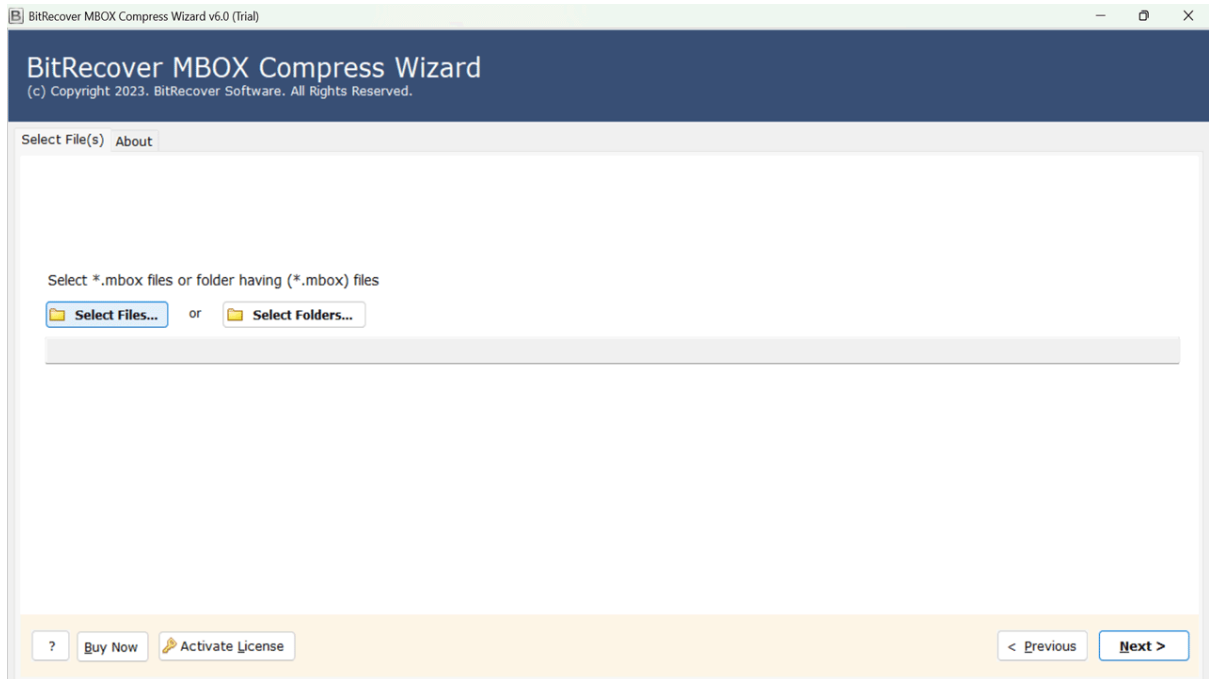 BitRecover MBOX Compress Wizard v6.0 (Trial)
BitRecover MBOX Compress Wizard
(c) Copyright 2023. BitRecover Software. All Rights Reserved.
Select File(s) About
Select *.mbox files or folder having (*.mbox) files
Select Files... or Select Folders...
? Buy Now Activate License < Previous Next >